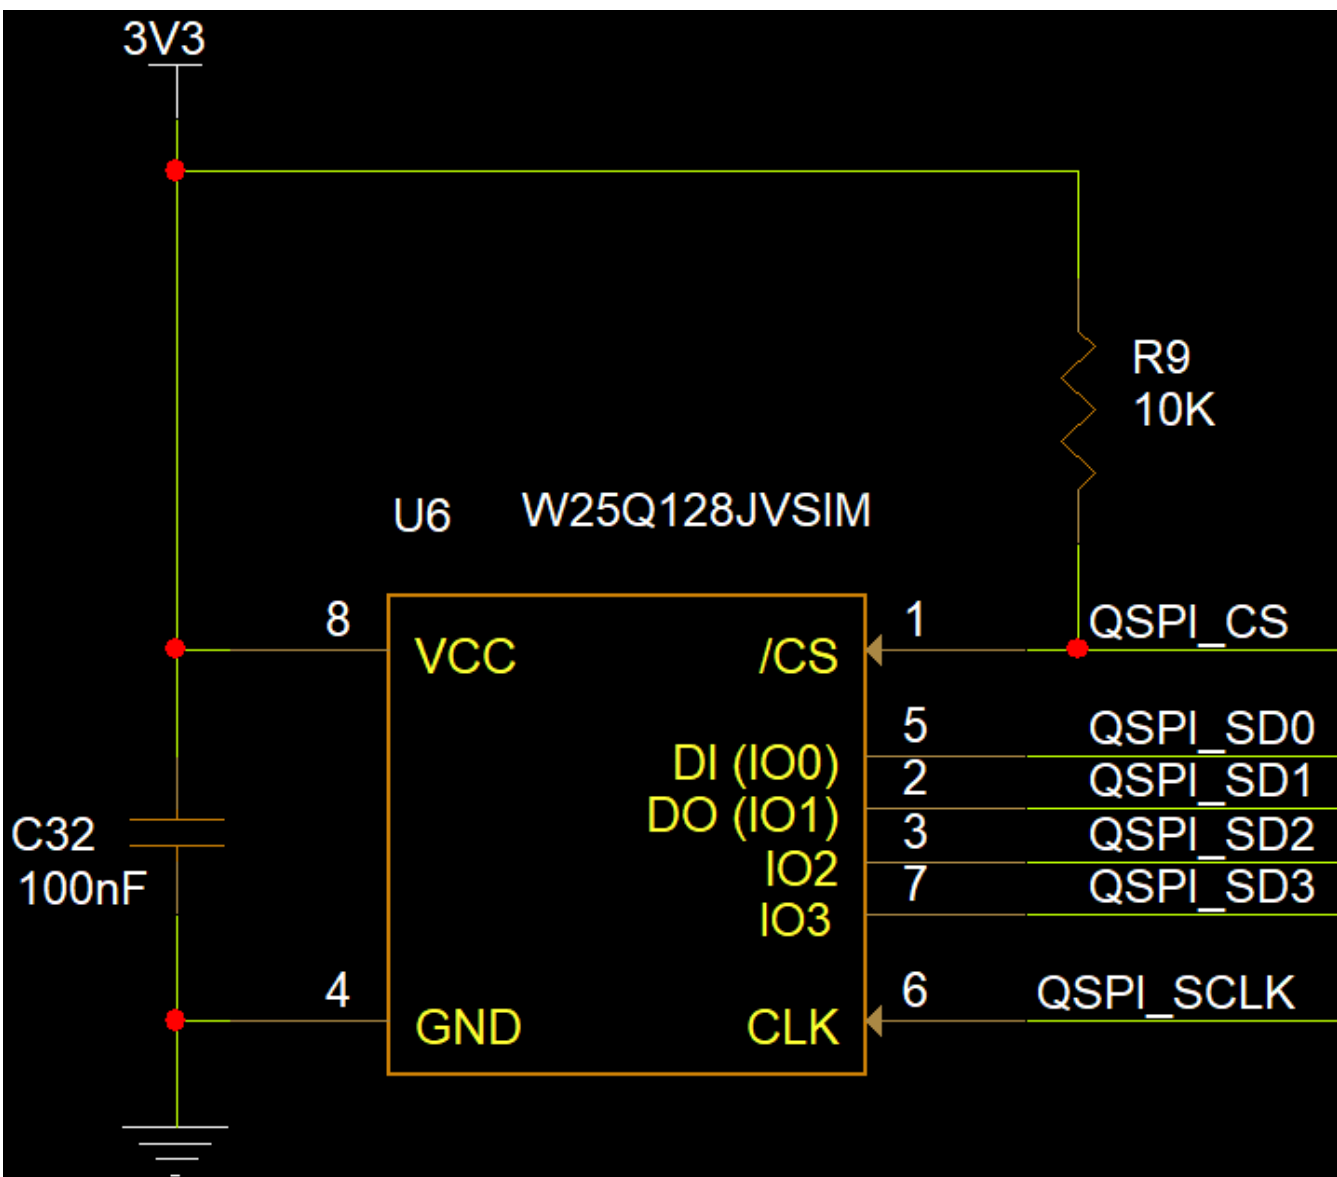 3V3
R9
10K
U6 W25Q128JVSIM
8 VCC /CS 1 QSPI_CS
DI (IO0) 5 QSPI_SD0
DO (IO1) 2 QSPI_SD1
C32 IO2 3 QSPI_SD2
100nF IO3 7 QSPI_SD3
4 GND CLK 6 QSPI_SCLK